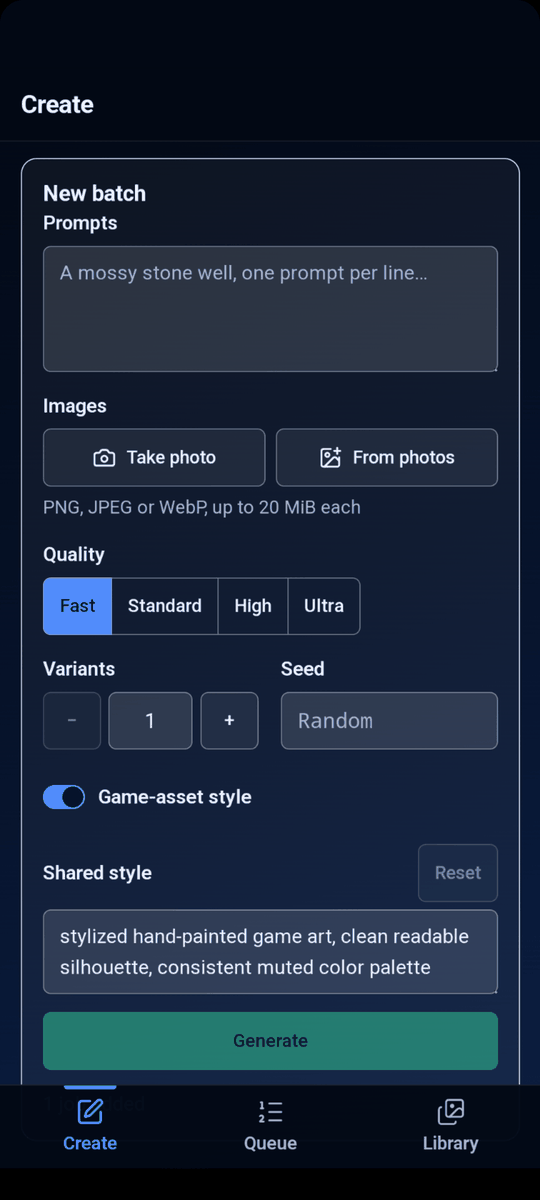 Create
New batch
Prompts
A mossy stone well, one prompt per line…
Images
Take photo
From photos
PNG, JPEG or WebP, up to 20 MiB each
Quality
Fast
Standard
High
Ultra
Variants
Seed
−
1
+
Random
Game-asset style
Shared style
Reset
stylized hand-painted game art, clean readable
silhouette, consistent muted color palette
Generate
Create
Queue
Library